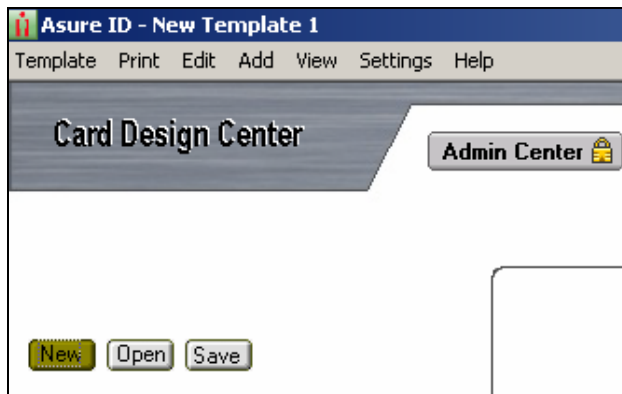 Asure ID - New Template 1
Template Print Edit Add View Settings Help
Card Design Center
Admin Center
New Open Save